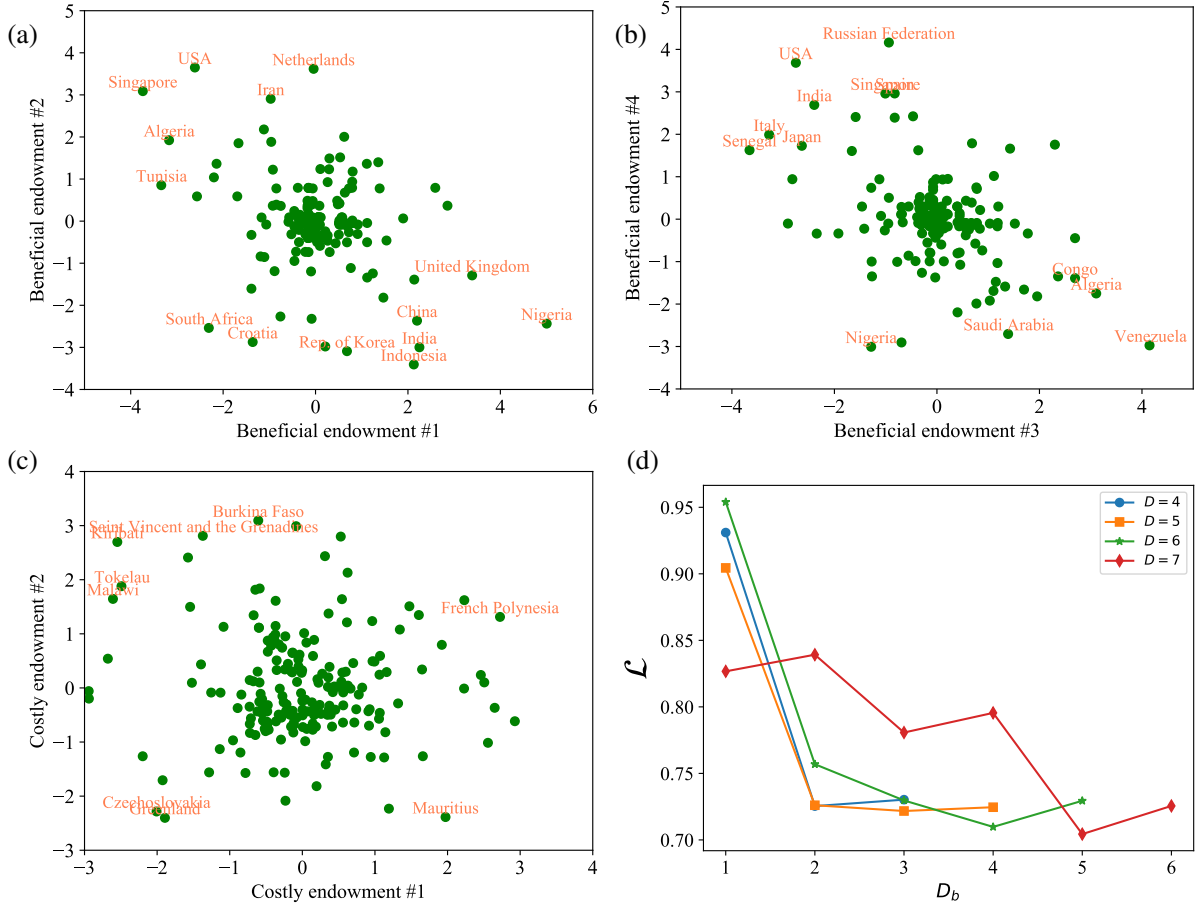 (a)
5
4
3
2
1
0
−1
−2
−3
−4
−4
−2
0
2
4
6
Beneficial endowment #2
Beneficial endowment #1
USA
Netherlands
Singapore
Iran
Algeria
Tunisia
United Kingdom
South Africa
China
Nigeria
Croatia
Rep. of Korea
India
Indonesia
(b)
5
4
3
2
1
0
−1
−2
−3
−4
−4
−2
0
2
4
Beneficial endowment #4
Beneficial endowment #3
Russian Federation
USA
Singapore
Spain
India
Italy
Senegal
Japan
Congo
Algeria
Saudi Arabia
Nigeria
Venezuela
(c)
4
3
2
1
0
−1
−2
−3
−3
−2
−1
0
1
2
3
4
Costly endowment #2
Costly endowment #1
Burkina Faso
Saint Vincent and the Grenadines
Kiribati
Tokelau
Malawi
French Polynesia
Czechoslovakia
Greenland
Mauritius
(d)
0.95
0.90
0.85
0.80
0.75
0.70
1
2
3
4
5
6
ℒ
D_b
D = 4
D = 5
D = 6
D = 7